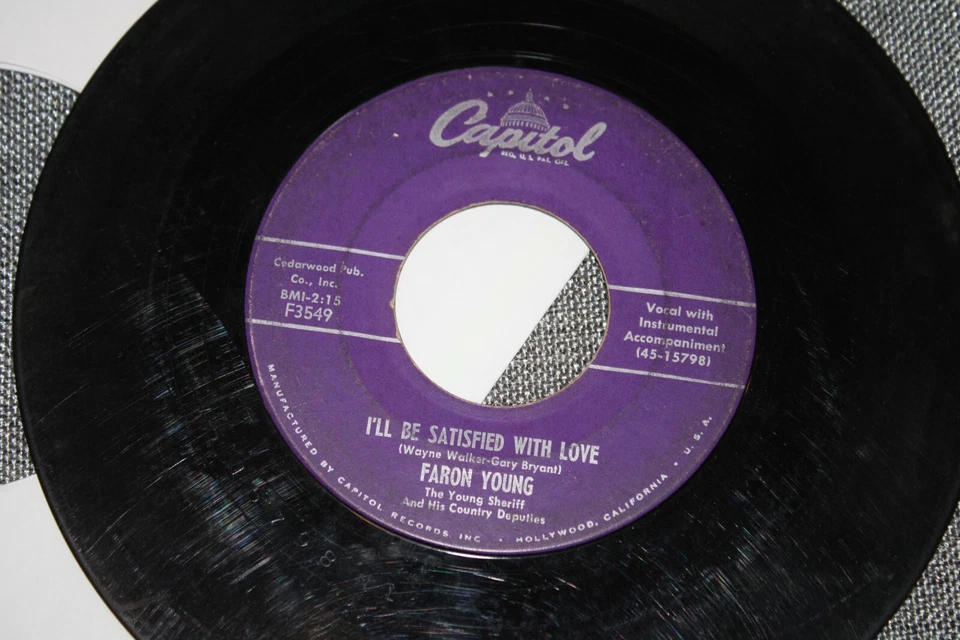 Capitol
REG. U.S. PAT. OFF.
Cedarwood Pub.
Co., Inc.
BMI-2:15
F3549
Vocal with
Instrumental
Accompaniment
(45-15798)
I'LL BE SATISFIED WITH LOVE
(Wayne Walker-Gary Bryant)
FARON YOUNG
The Young Sheriff
And His Country Deputies
MANUFACTURED BY CAPITOL RECORDS, INC • HOLLYWOOD, CALIFORNIA • U.S.A.